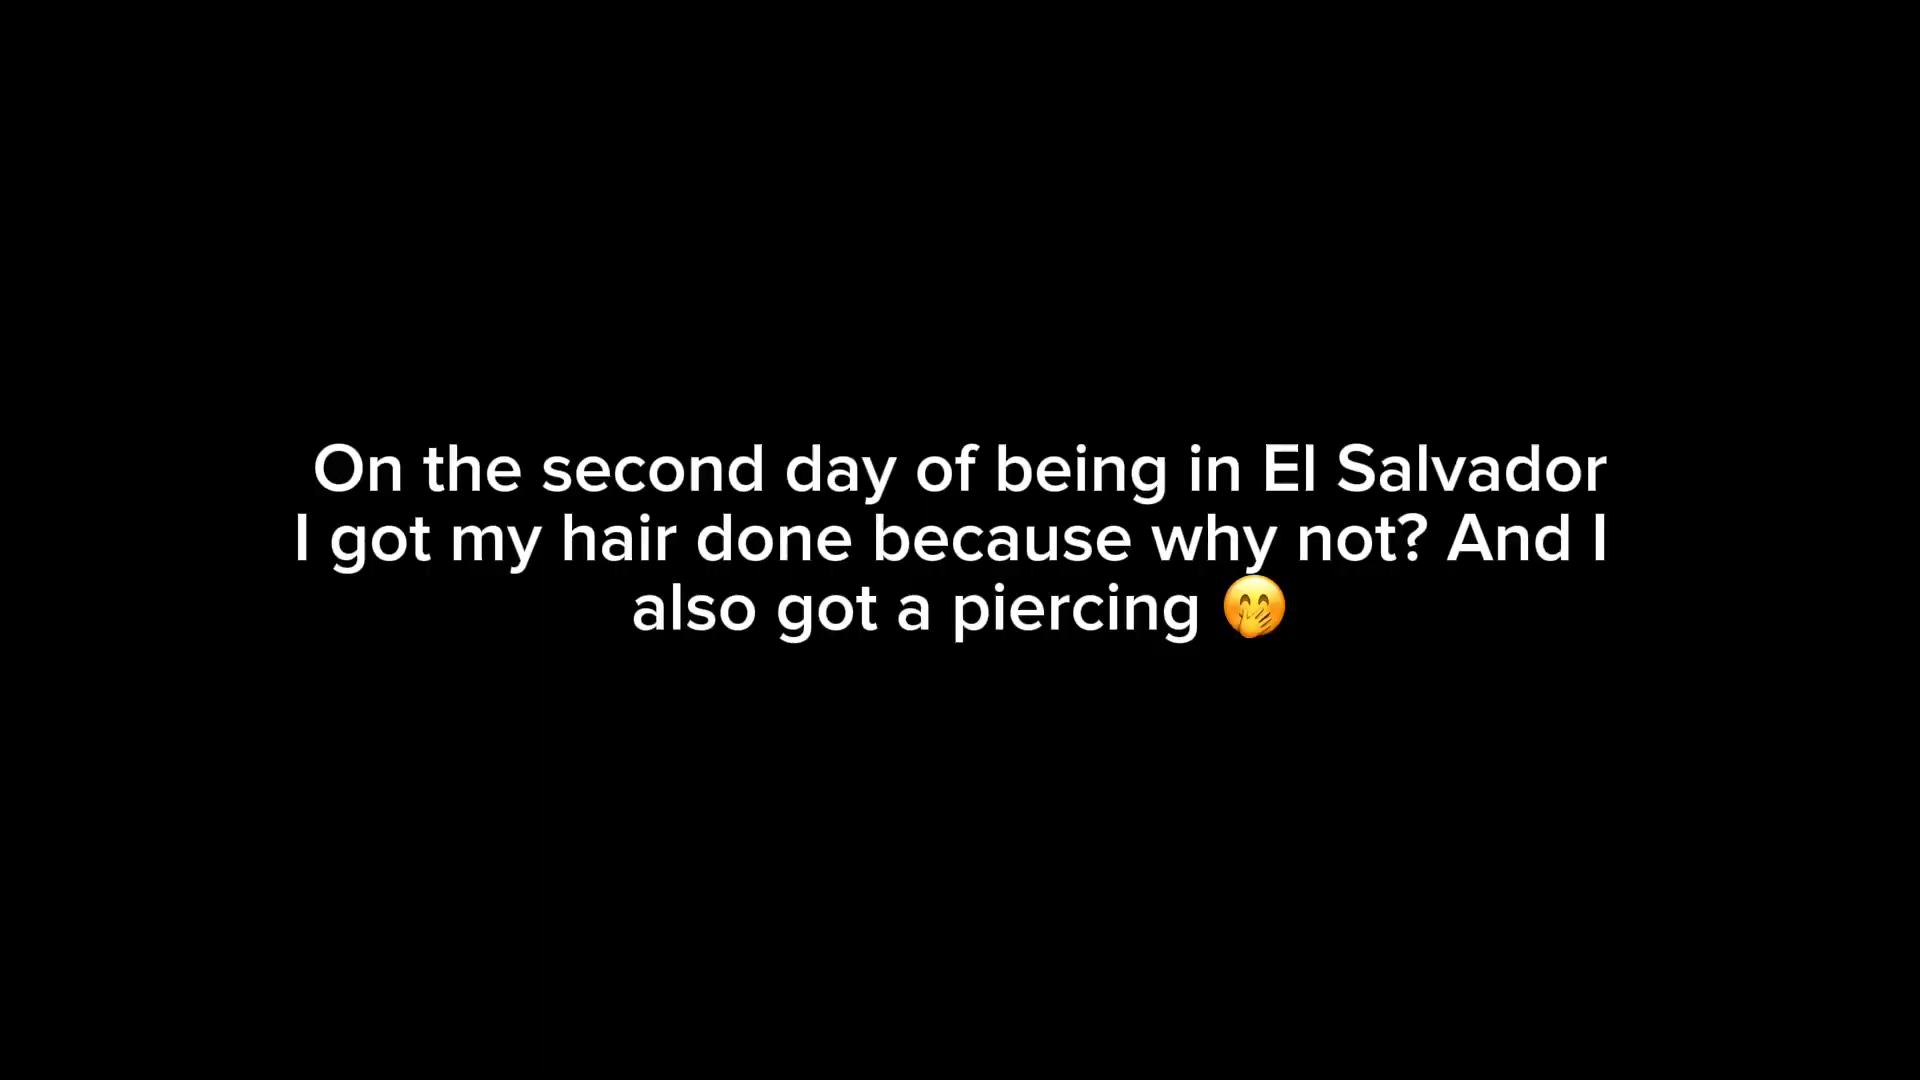 On the second day of being in El Salvador
I got my hair done because why not? And I
also got a piercing 🤭